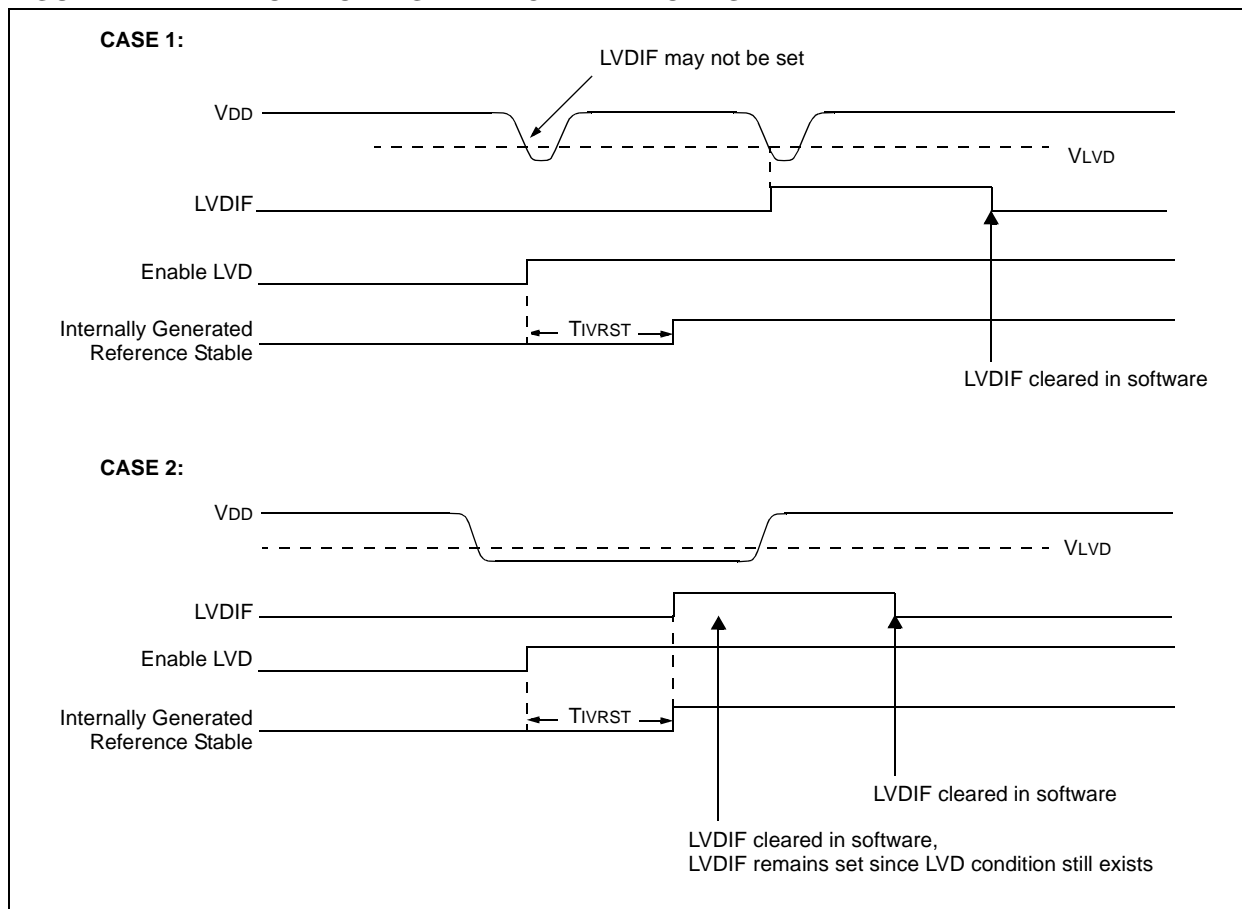 CASE 1:
LVDIF may not be set
VDD
VLVD
LVDIF
Enable LVD
Internally Generated
Reference Stable
TIVRST
LVDIF cleared in software
CASE 2:
VDD
VLVD
LVDIF
Enable LVD
Internally Generated
Reference Stable
TIVRST
LVDIF cleared in software
LVDIF cleared in software,
LVDIF remains set since LVD condition still exists